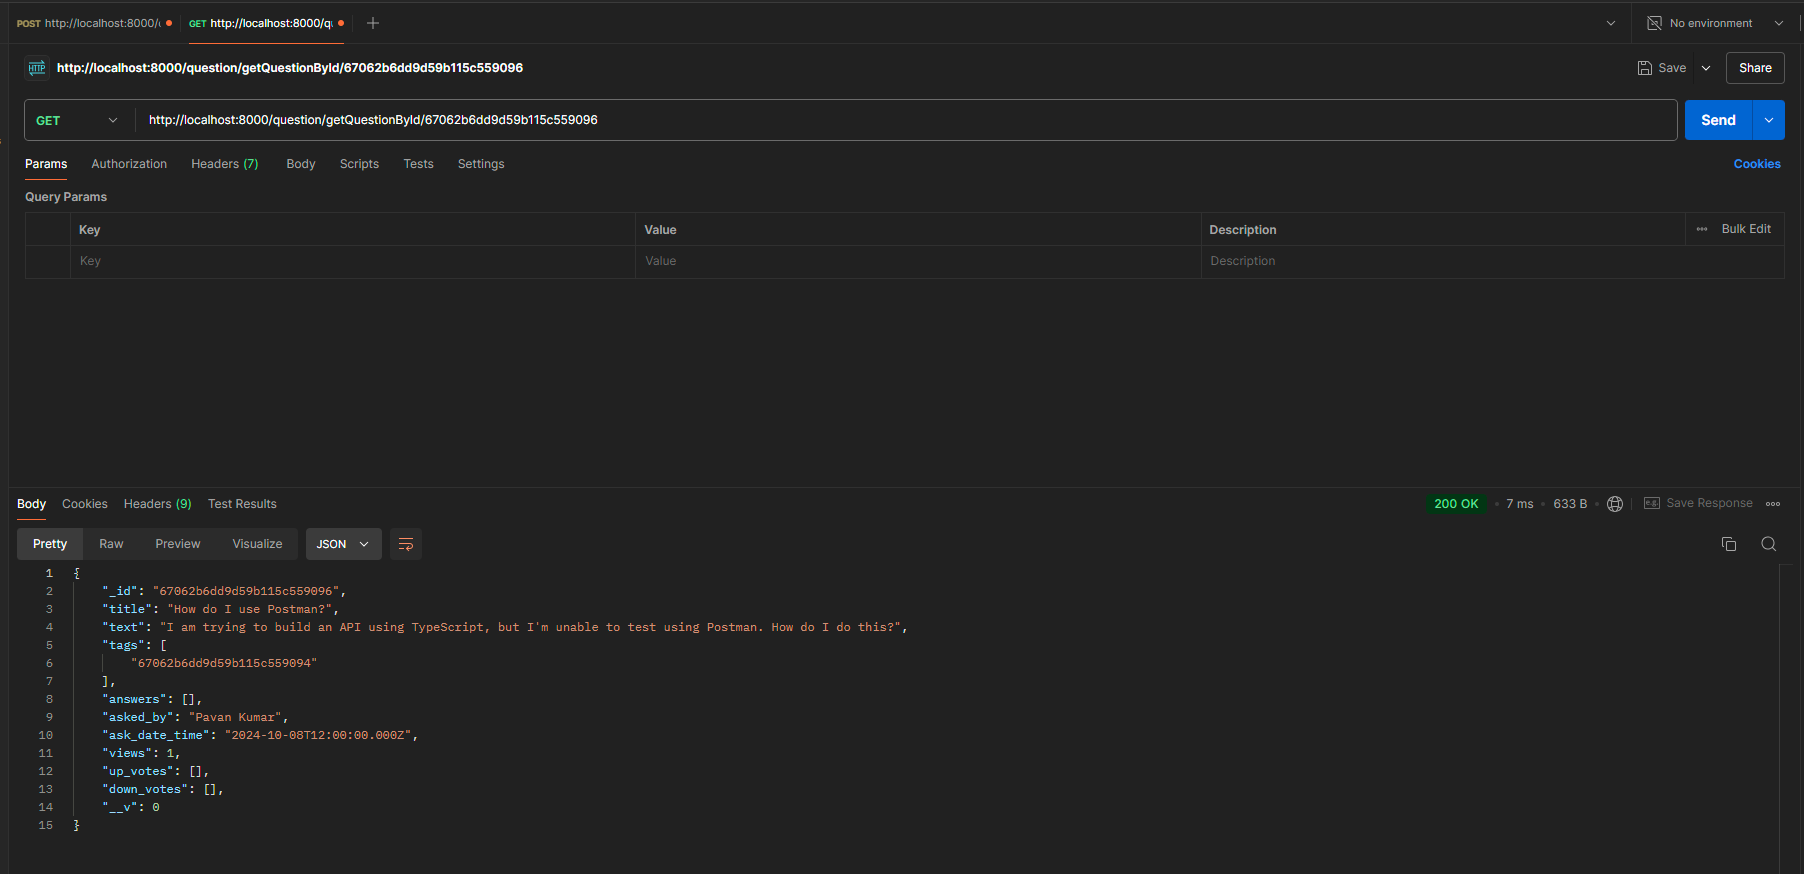 POST http://localhost:8000/
GET http://localhost:8000/q
No environment
HTTP http://localhost:8000/question/getQuestionById/67062b6dd9d59b115c559096
Save
Share
GET http://localhost:8000/question/getQuestionById/67062b6dd9d59b115c559096
Send
Params Authorization Headers (7) Body Scripts Tests Settings
Cookies
Query Params
Key Value Description
Bulk Edit
Key Value Description
Body Cookies Headers (9) Test Results
200 OK • 7 ms • 633 B
e.g. Save Response
Pretty Raw Preview Visualize JSON
1 {
2 "_id": "67062b6dd9d59b115c559096",
3 "title": "How do I use Postman?",
4 "text": "I am trying to build an API using TypeScript, but I'm unable to test using Postman. How do I do this?",
5 "tags": [
6 "67062b6dd9d59b115c559094"
7 ],
8 "answers": [],
9 "asked_by": "Pavan Kumar",
10 "ask_date_time": "2024-10-08T12:00:00.000Z",
11 "views": 1,
12 "up_votes": [],
13 "down_votes": [],
14 "__v": 0
15 }